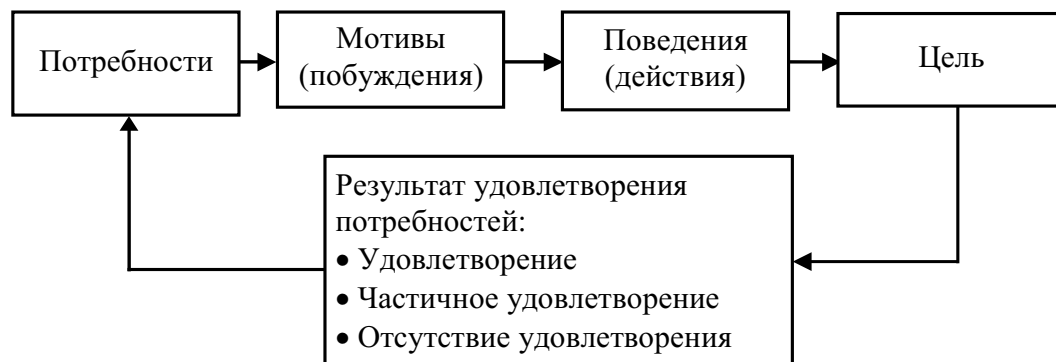 Потребности
Мотивы
(побуждения)
Поведения
(действия)
Цель
Результат удовлетворения
потребностей:
• Удовлетворение
• Частичное удовлетворение
• Отсутствие удовлетворения